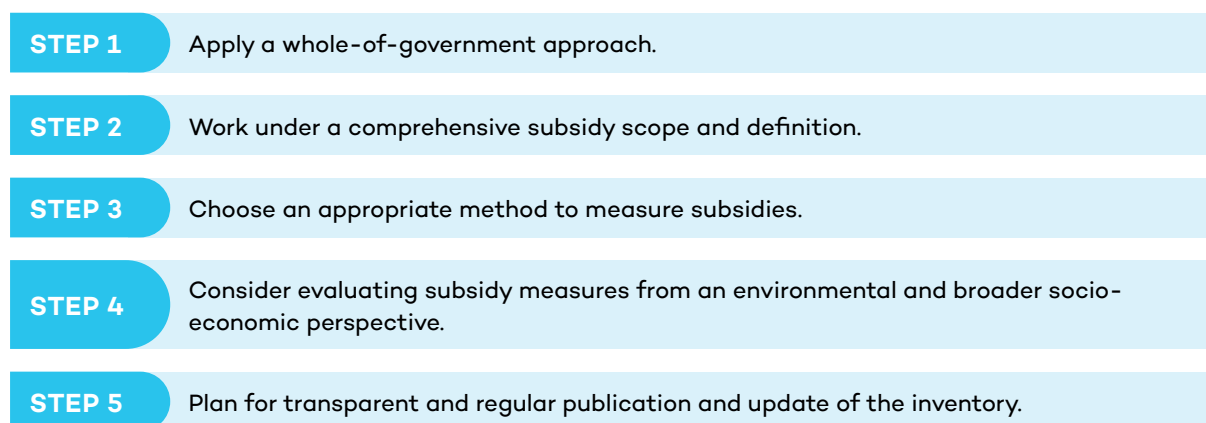 STEP 1 Apply a whole-of-government approach.
STEP 2 Work under a comprehensive subsidy scope and definition.
STEP 3 Choose an appropriate method to measure subsidies.
STEP 4 Consider evaluating subsidy measures from an environmental and broader socio-
economic perspective.
STEP 5 Plan for transparent and regular publication and update of the inventory.